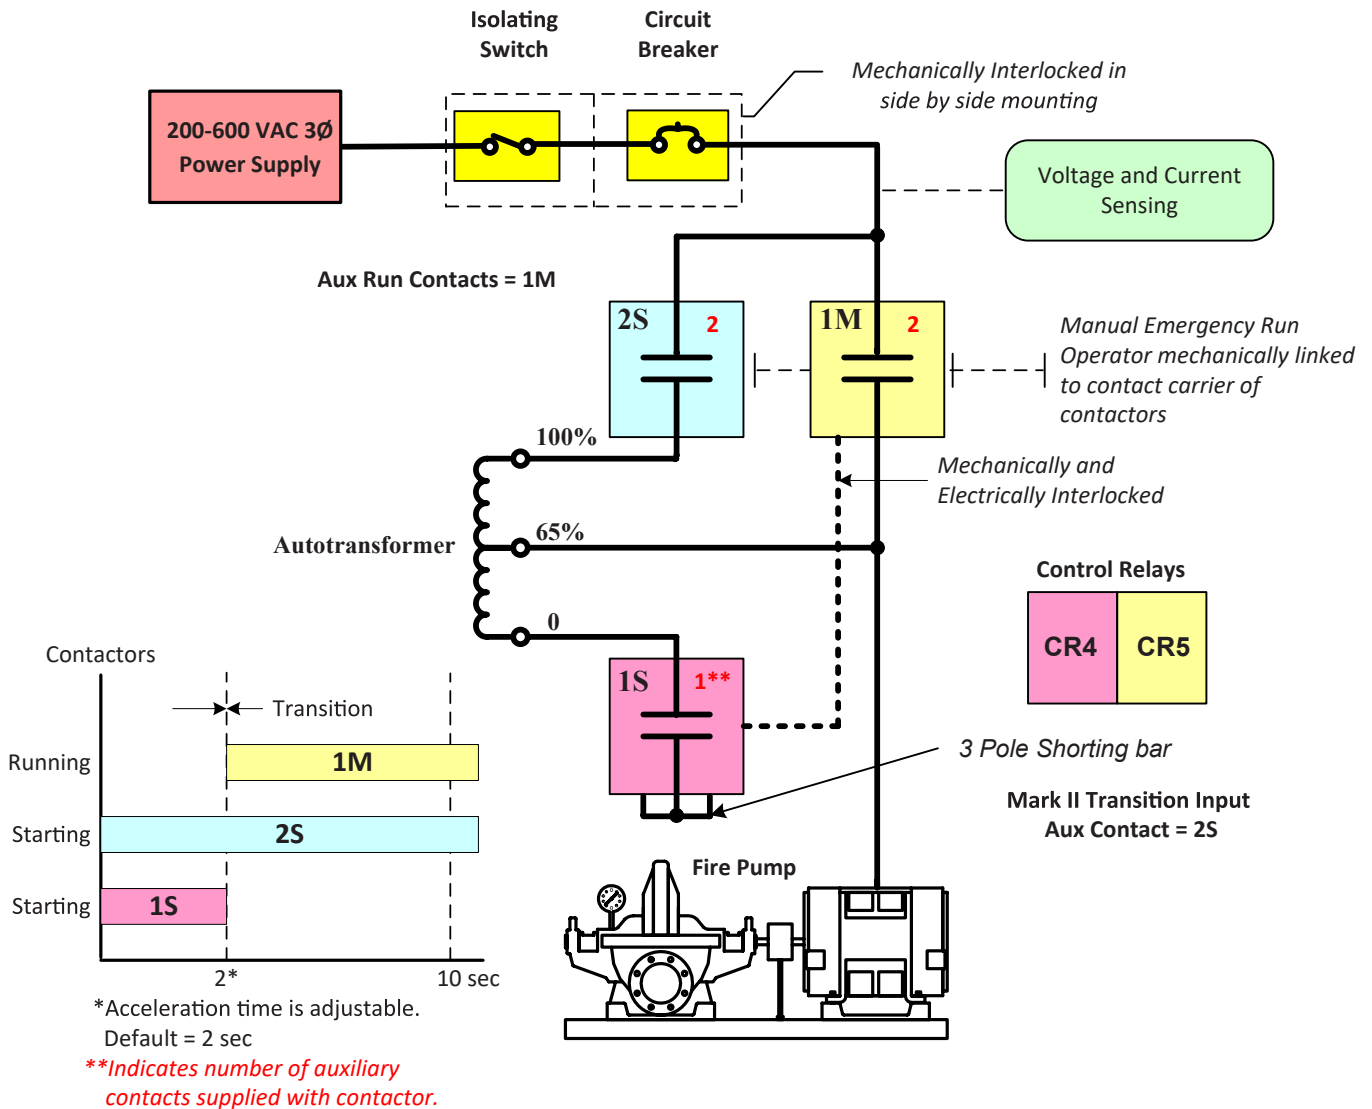 Isolating
Switch
Circuit
Breaker
Mechanically Interlocked in
side by side mounting
200-600 VAC 3Ø
Power Supply
Voltage and Current
Sensing
Aux Run Contacts = 1M
2S
2
1M
2
Manual Emergency Run
Operator mechanically linked
to contact carrier of
contactors
100%
Mechanically and
Electrically Interlocked
Autotransformer
65%
Control Relays
CR4
CR5
0
1S
1**
3 Pole Shorting bar
Mark II Transition Input
Aux Contact = 2S
Contactors
Transition
Running
1M
Starting
2S
Starting
1S
2*
10 sec
Fire Pump
*Acceleration time is adjustable.
Default = 2 sec
**Indicates number of auxiliary
contacts supplied with contactor.